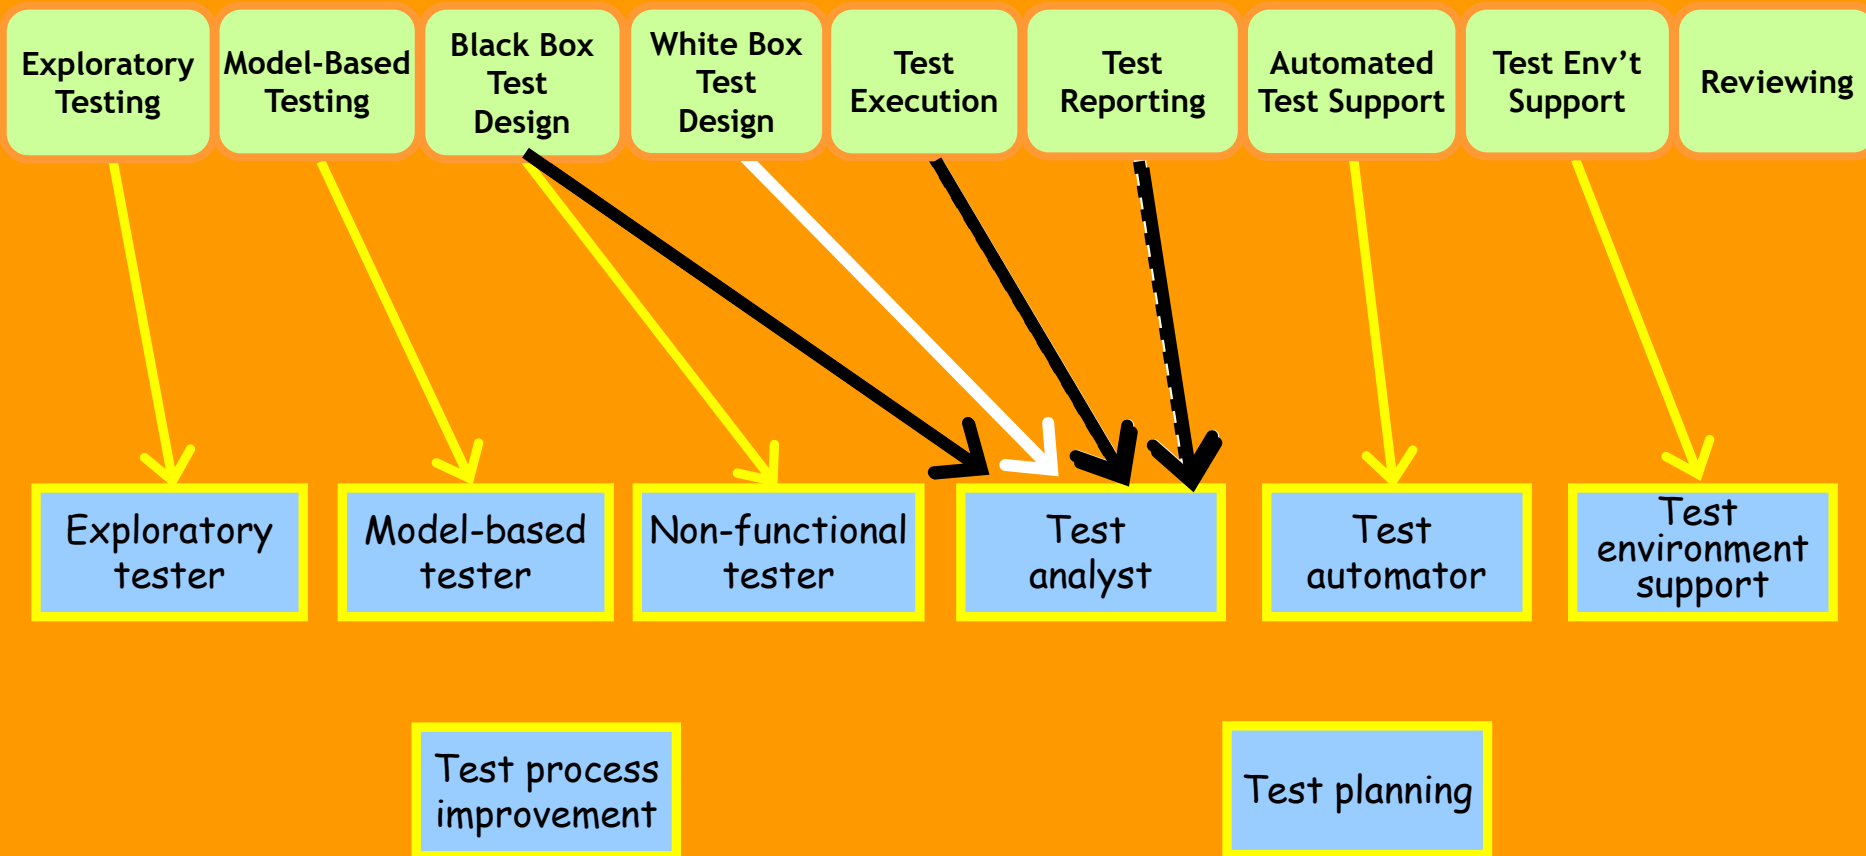 Exploratory
Testing
Model-Based
Testing
Black Box
Test
Design
White Box
Test
Design
Test
Execution
Test
Reporting
Automated
Test Support
Test Env’t
Support
Reviewing
Exploratory
tester
Model-based
tester
Non-functional
tester
Test
analyst
Test
automator
Test
environment
support
Test process
improvement
Test planning